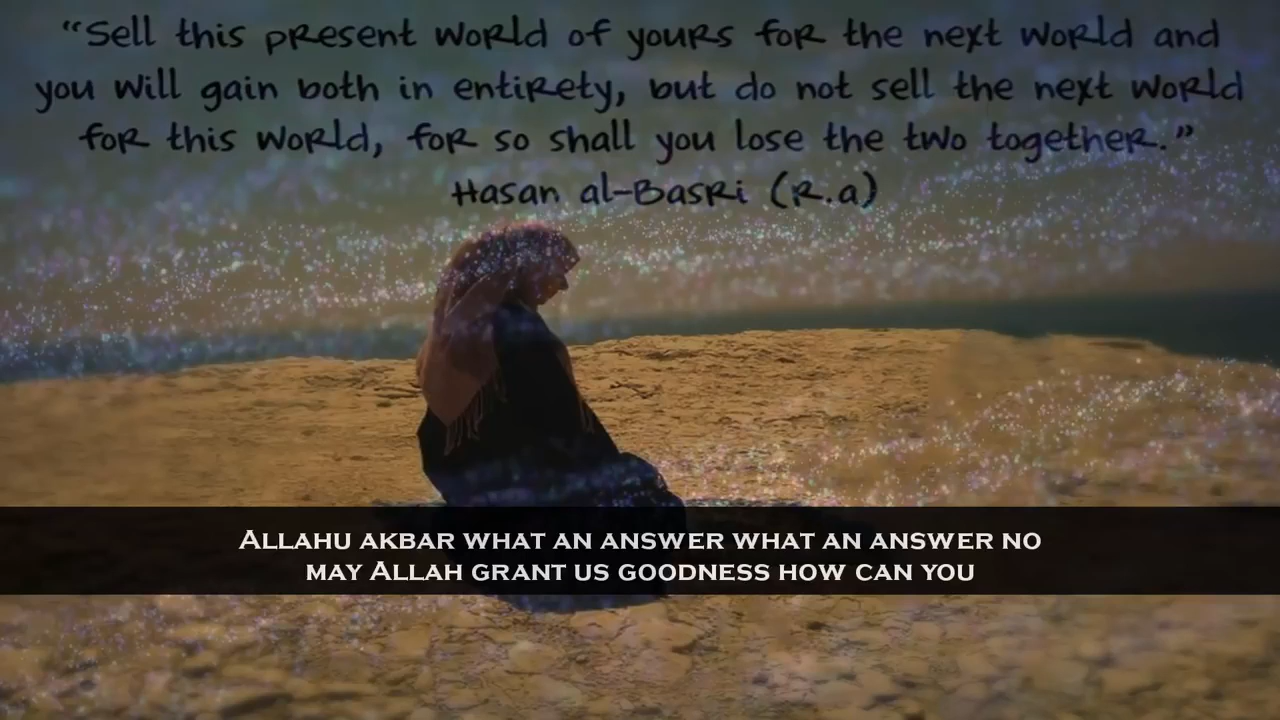 “Sell this present world of yours for the next world and
you will gain both in entirety, but do not sell the next world
for this world, for so shall you lose the two together.”
Hasan al-Basri (R.a)
Allahu akbar what an answer what an answer no
may Allah grant us goodness how can you